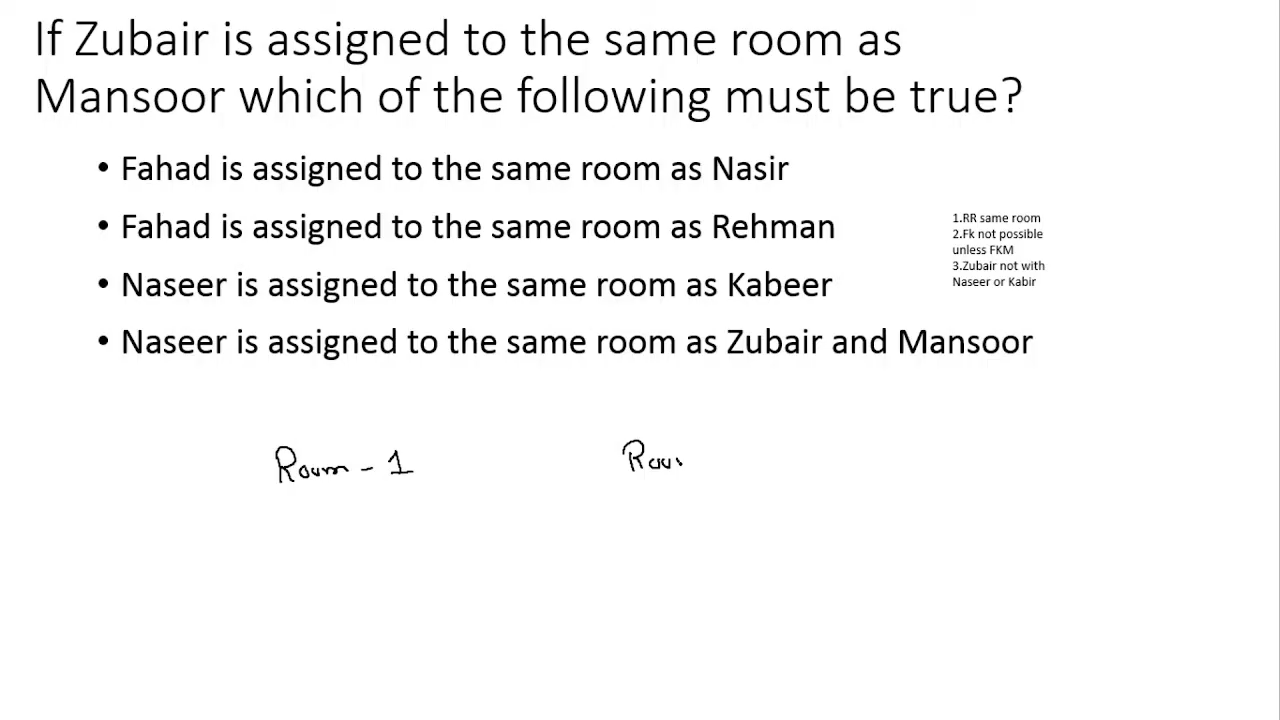 If Zubair is assigned to the same room as
Mansoor which of the following must be true?
• Fahad is assigned to the same room as Nasir
• Fahad is assigned to the same room as Rehman
• Naseer is assigned to the same room as Kabeer
• Naseer is assigned to the same room as Zubair and Mansoor
1.RR same room
2.Fk not possible
unless FKM
3.Zubair not with
Naseer or Kabir
Room - 1